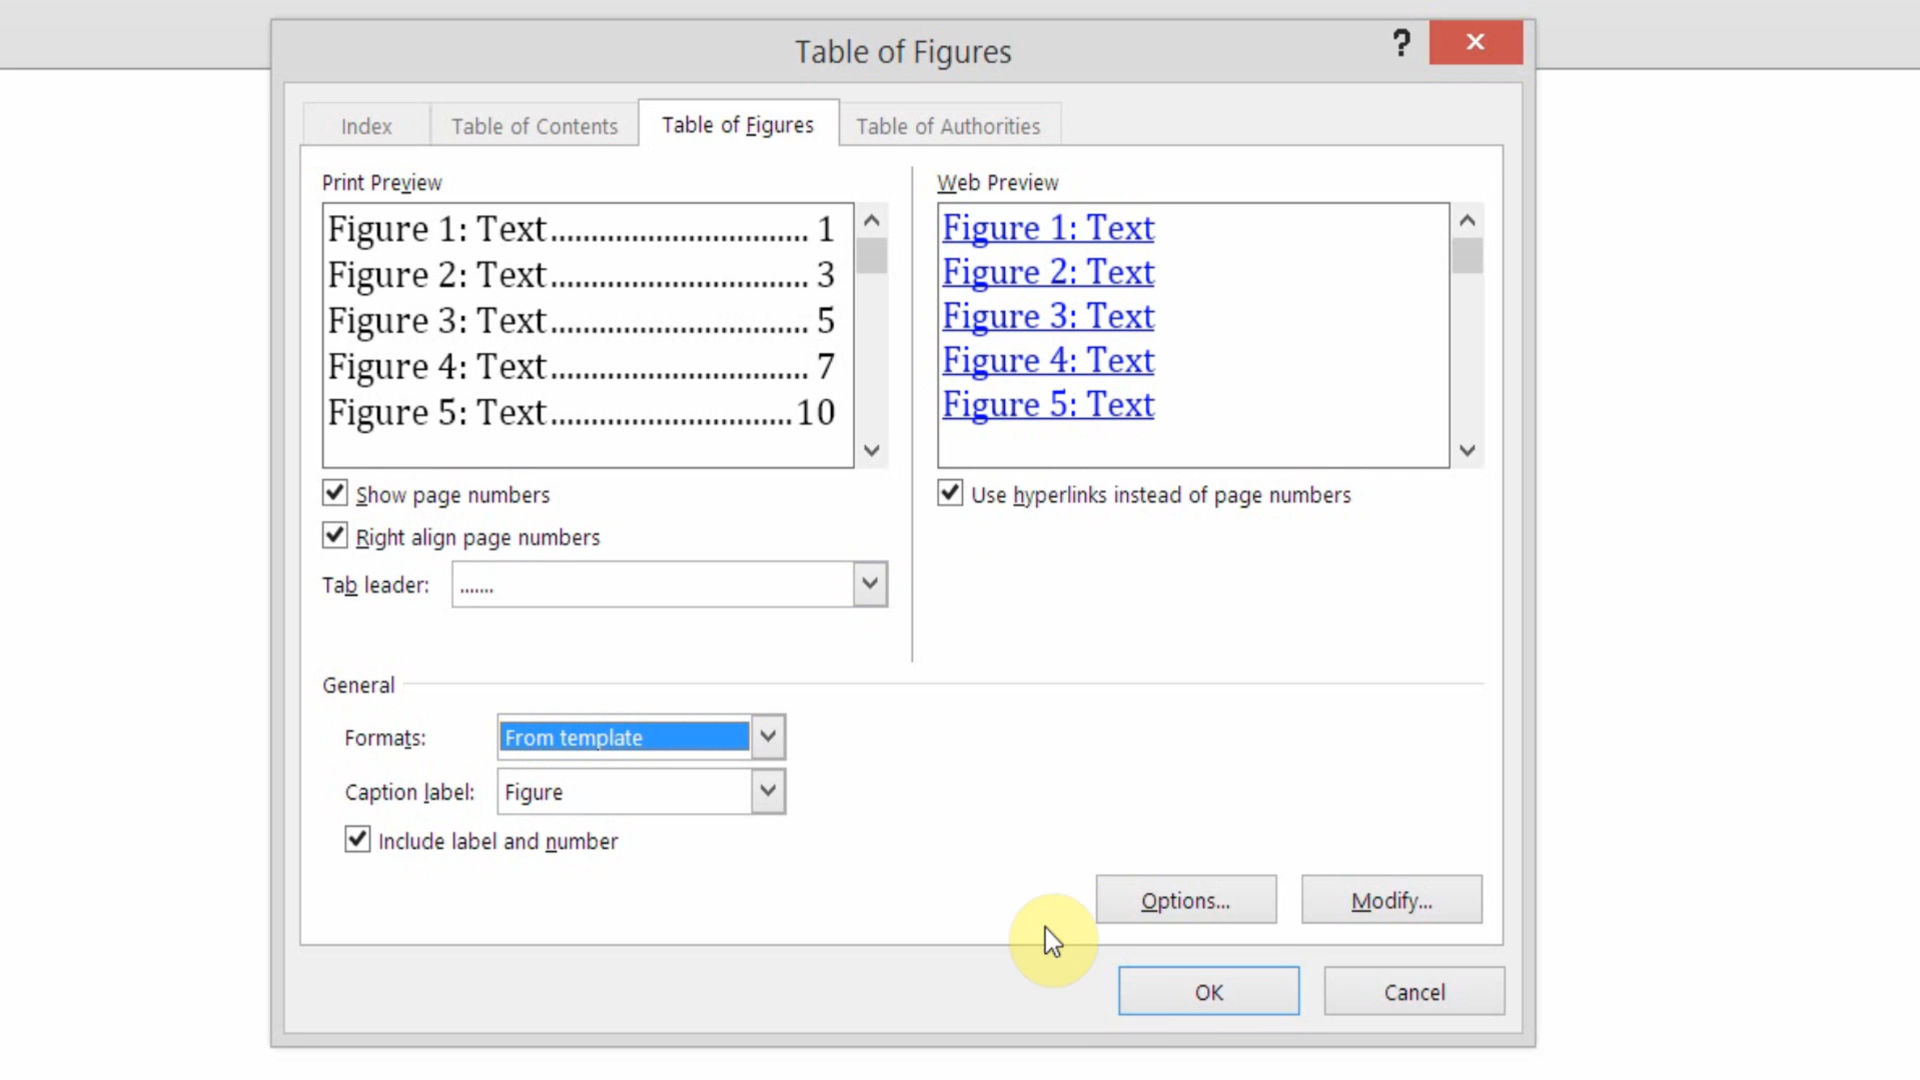 Table of Figures
?
Index
Table of Contents
Table of Figures
Table of Authorities
Print Preview
Figure 1: Text................................ 1
Figure 2: Text................................ 3
Figure 3: Text................................ 5
Figure 4: Text................................ 7
Figure 5: Text..............................10
Show page numbers
Right align page numbers
Tab leader:
.......
Web Preview
Figure 1: Text
Figure 2: Text
Figure 3: Text
Figure 4: Text
Figure 5: Text
Use hyperlinks instead of page numbers
General
Formats:
From template
Caption label:
Figure
Include label and number
Options...
Modify...
OK
Cancel